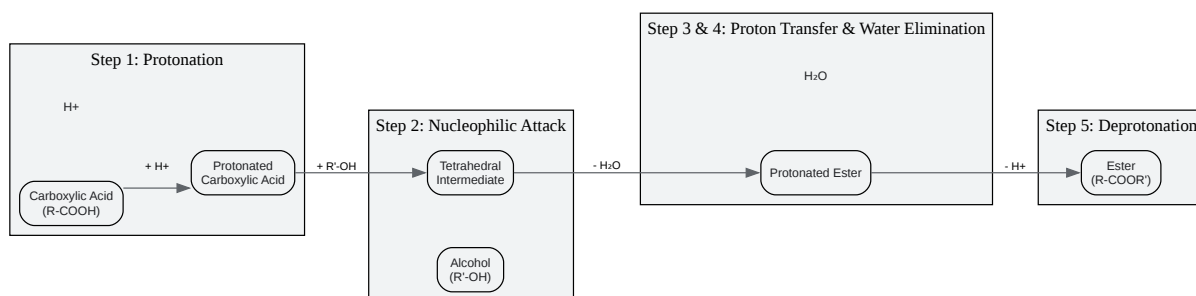 Step 1: Protonation
H+
+ H+
Carboxylic Acid
(R-COOH)
Protonated
Carboxylic Acid
+ R'-OH
Step 2: Nucleophilic Attack
Tetrahedral
Intermediate
Alcohol
(R'-OH)
- H₂O
Step 3 & 4: Proton Transfer & Water Elimination
H₂O
Protonated Ester
- H+
Step 5: Deprotonation
Ester
(R-COOR')